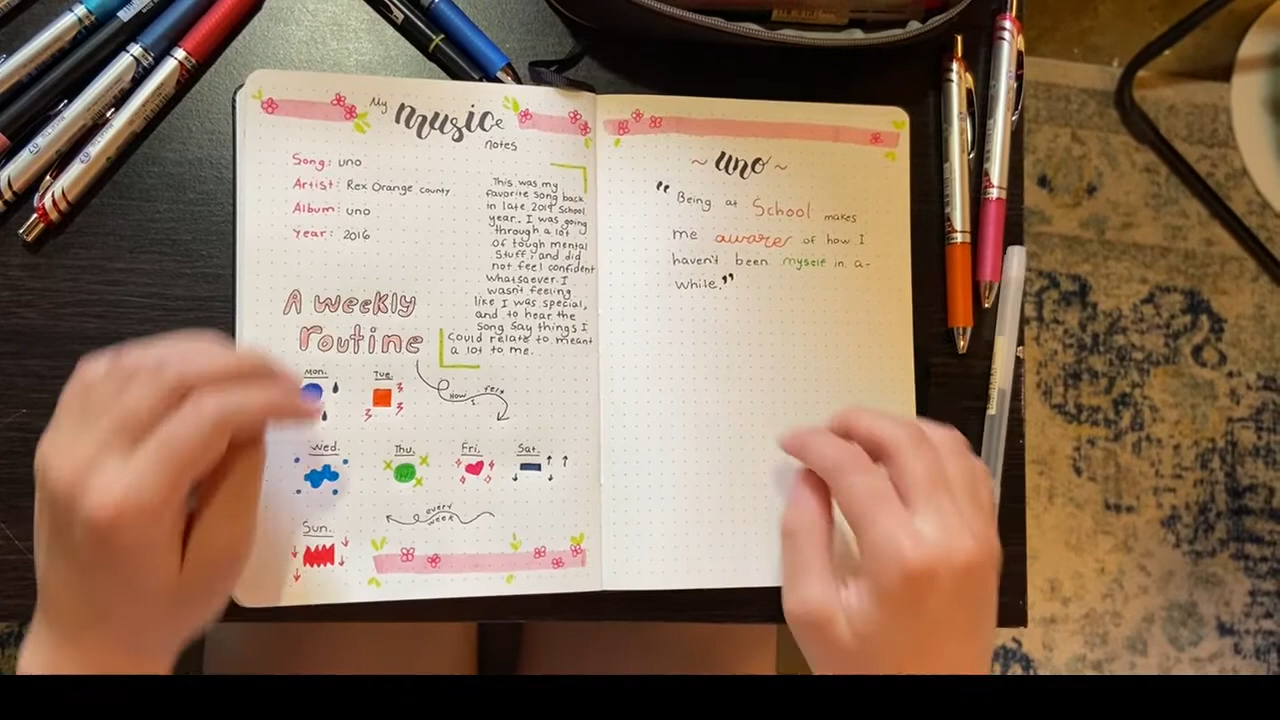 My music
notes
Song: uno
Artist: Rex Orange county
Album: uno
Year: 2016
This was my
favorite song back
in late 2019 School
year. I was going
through a lot
of tough mental
stuff, and did
not feel confident
whatsoever. I
wasn't feeling
like I was special,
and to hear the
song say things I
could relate to meant
a lot to me.
A weekly
routine
Mon.
Tue.
How I feel
Wed.
Thu.
Fri.
Sat.
every
week
Sun.
~ uno ~
"Being at School makes
me aware of how I
haven't been myself in a-
while."